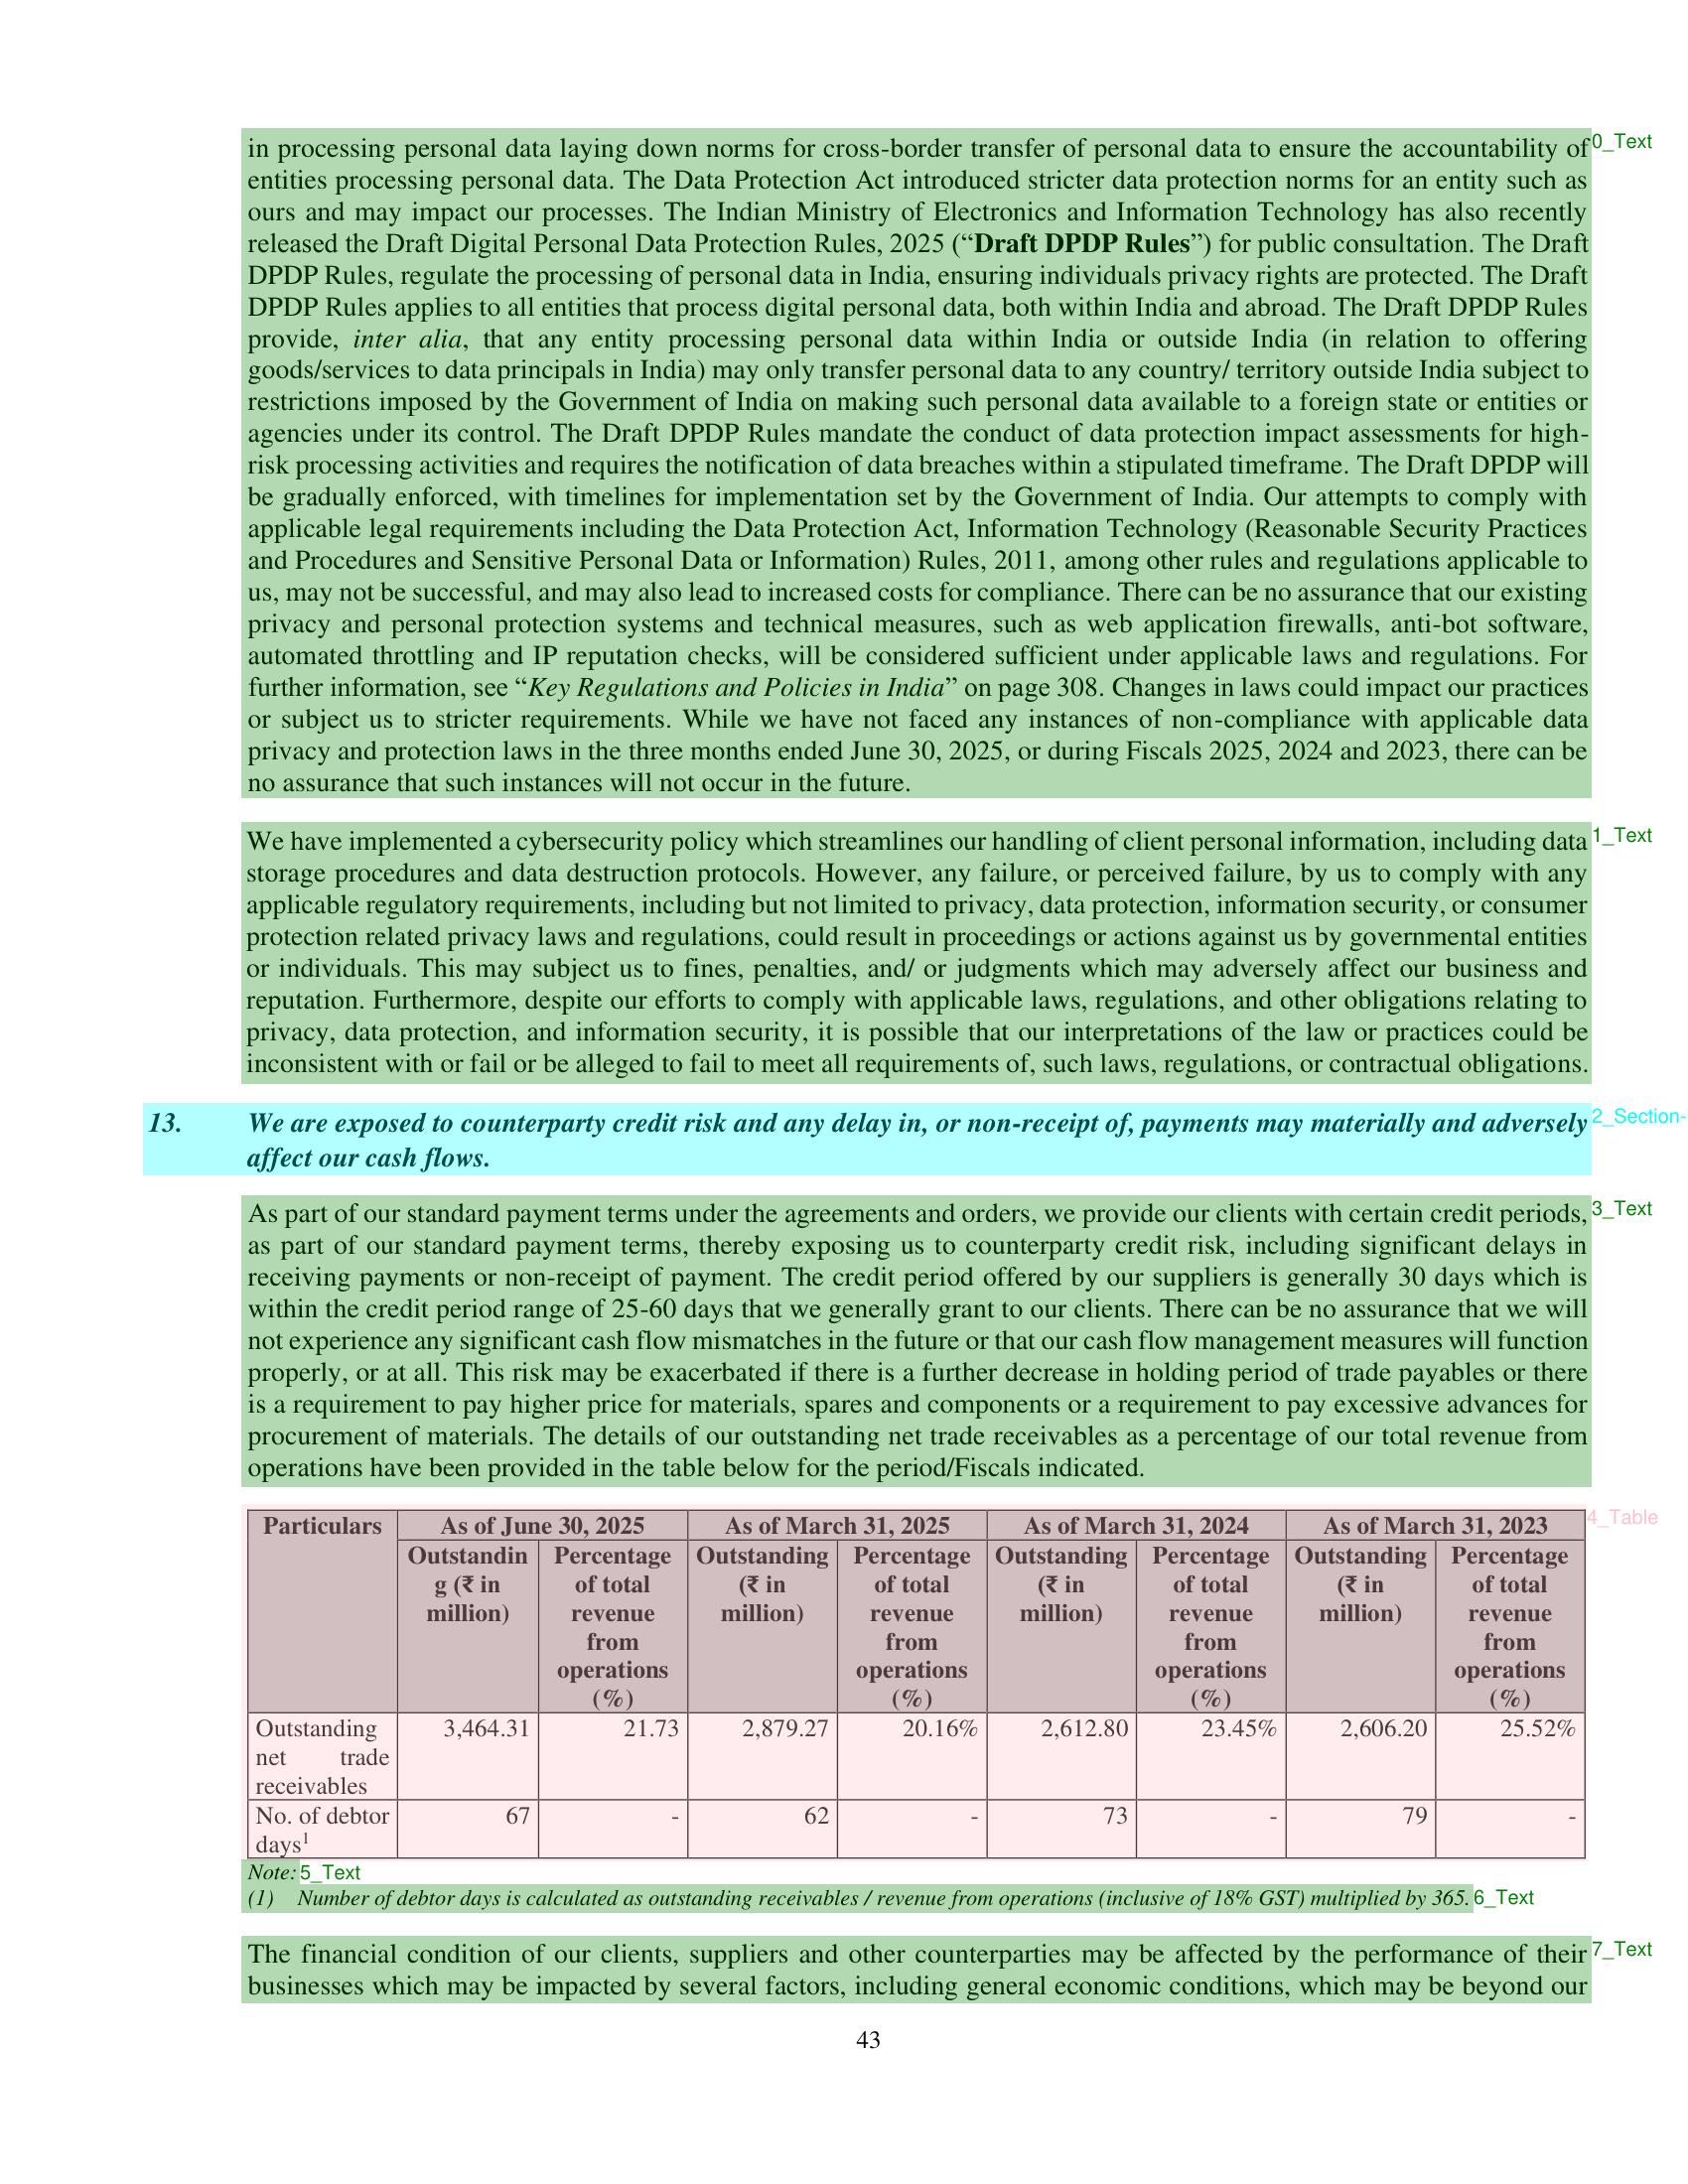 in processing personal data laying down norms for cross-border transfer of personal data to ensure the accountability of
0_Text
entities processing personal data. The Data Protection Act introduced stricter data protection norms for an entity such as
ours and may impact our processes. The Indian Ministry of Electronics and Information Technology has also recently
released the Draft Digital Personal Data Protection Rules, 2025 (“Draft DPDP Rules”) for public consultation. The Draft
DPDP Rules, regulate the processing of personal data in India, ensuring individuals privacy rights are protected. The Draft
DPDP Rules applies to all entities that process digital personal data, both within India and abroad. The Draft DPDP Rules
provide, inter alia, that any entity processing personal data within India or outside India (in relation to offering
goods/services to data principals in India) may only transfer personal data to any country/ territory outside India subject to
restrictions imposed by the Government of India on making such personal data available to a foreign state or entities or
agencies under its control. The Draft DPDP Rules mandate the conduct of data protection impact assessments for high-
risk processing activities and requires the notification of data breaches within a stipulated timeframe. The Draft DPDP will
be gradually enforced, with timelines for implementation set by the Government of India. Our attempts to comply with
applicable legal requirements including the Data Protection Act, Information Technology (Reasonable Security Practices
and Procedures and Sensitive Personal Data or Information) Rules, 2011, among other rules and regulations applicable to
us, may not be successful, and may also lead to increased costs for compliance. There can be no assurance that our existing
privacy and personal protection systems and technical measures, such as web application firewalls, anti-bot software,
automated throttling and IP reputation checks, will be considered sufficient under applicable laws and regulations. For
further information, see “Key Regulations and Policies in India” on page 308. Changes in laws could impact our practices
or subject us to stricter requirements. While we have not faced any instances of non-compliance with applicable data
privacy and protection laws in the three months ended June 30, 2025, or during Fiscals 2025, 2024 and 2023, there can be
no assurance that such instances will not occur in the future.
We have implemented a cybersecurity policy which streamlines our handling of client personal information, including data
1_Text
storage procedures and data destruction protocols. However, any failure, or perceived failure, by us to comply with any
applicable regulatory requirements, including but not limited to privacy, data protection, information security, or consumer
protection related privacy laws and regulations, could result in proceedings or actions against us by governmental entities
or individuals. This may subject us to fines, penalties, and/ or judgments which may adversely affect our business and
reputation. Furthermore, despite our efforts to comply with applicable laws, regulations, and other obligations relating to
privacy, data protection, and information security, it is possible that our interpretations of the law or practices could be
inconsistent with or fail or be alleged to fail to meet all requirements of, such laws, regulations, or contractual obligations.
13. We are exposed to counterparty credit risk and any delay in, or non-receipt of, payments may materially and adversely
2_Section-
affect our cash flows.
As part of our standard payment terms under the agreements and orders, we provide our clients with certain credit periods,
3_Text
as part of our standard payment terms, thereby exposing us to counterparty credit risk, including significant delays in
receiving payments or non-receipt of payment. The credit period offered by our suppliers is generally 30 days which is
within the credit period range of 25-60 days that we generally grant to our clients. There can be no assurance that we will
not experience any significant cash flow mismatches in the future or that our cash flow management measures will function
properly, or at all. This risk may be exacerbated if there is a further decrease in holding period of trade payables or there
is a requirement to pay higher price for materials, spares and components or a requirement to pay excessive advances for
procurement of materials. The details of our outstanding net trade receivables as a percentage of our total revenue from
operations have been provided in the table below for the period/Fiscals indicated.
4_Table
Particulars As of June 30, 2025 As of March 31, 2025 As of March 31, 2024 As of March 31, 2023
Outstandin Percentage Outstanding Percentage Outstanding Percentage Outstanding Percentage
g (₹ in of total (₹ in of total (₹ in of total (₹ in of total
million) revenue million) revenue million) revenue million) revenue
from from from from
operations operations operations operations
(%) (%) (%) (%)
Outstanding 3,464.31 21.73 2,879.27 20.16% 2,612.80 23.45% 2,606.20 25.52%
net trade
receivables
No. of debtor 67 - 62 - 73 - 79 -
days1
Note: 5_Text
(1) Number of debtor days is calculated as outstanding receivables / revenue from operations (inclusive of 18% GST) multiplied by 365. 6_Text
The financial condition of our clients, suppliers and other counterparties may be affected by the performance of their
7_Text
businesses which may be impacted by several factors, including general economic conditions, which may be beyond our
43